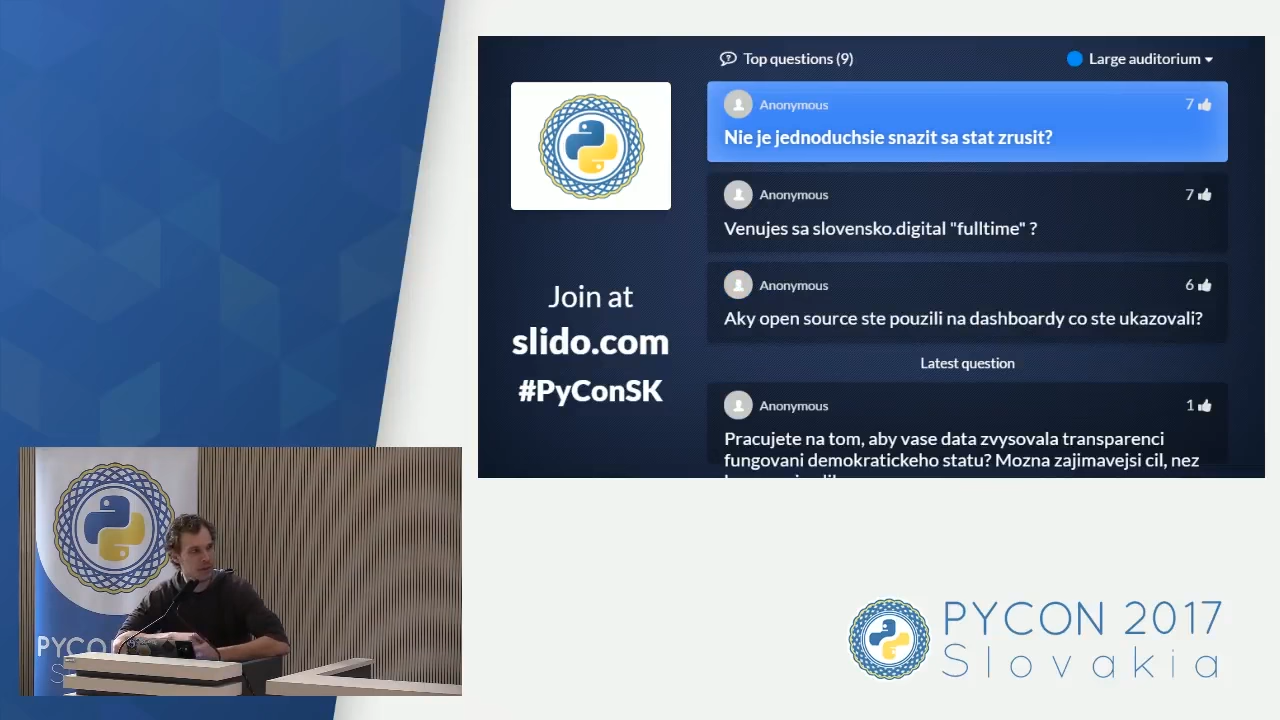 Top questions (9)
Large auditorium
Anonymous
7
Nie je jednoduchsie snazit sa stat zrusit?
Anonymous
7
Venujes sa slovensko.digital "fulltime" ?
Anonymous
6
Aky open source ste pouzili na dashboardy co ste ukazovali?
Latest question
Anonymous
1
Pracujete na tom, aby vase data zvysovala transparenci
fungovani demokratickeho statu? Mozna zajimavejsi cil, nez
Join at
slido.com
#PyConSK
PYCON 2017
Slovakia
PYCO
S